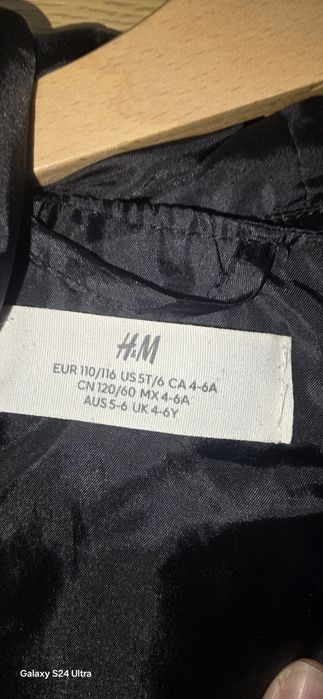 H&M
EUR 110/116 US 5T/6 CA 4-6A
CN 120/60 MX 4-6A
AUS 5-6 UK 4-6Y
Galaxy S24 Ultra